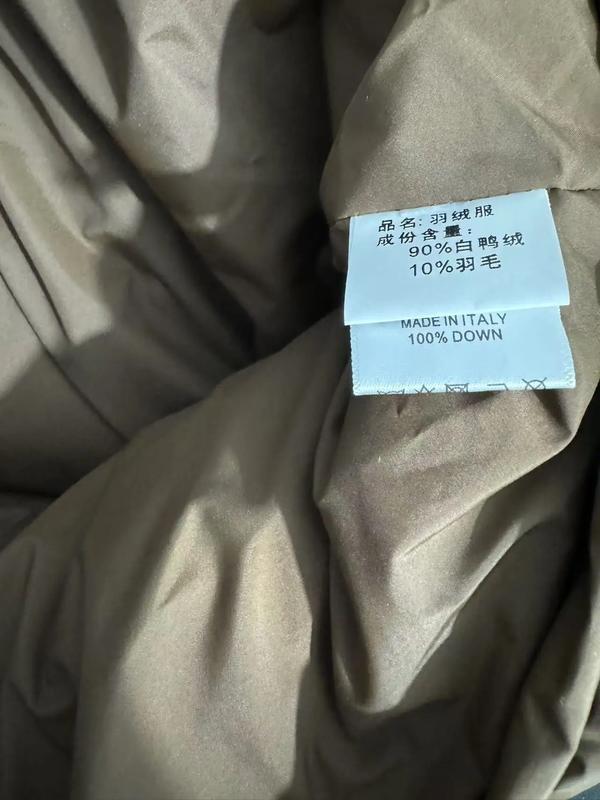 品名: 羽绒服
成份含量:
90%白鸭绒
10%羽毛
MADE IN ITALY
100% DOWN